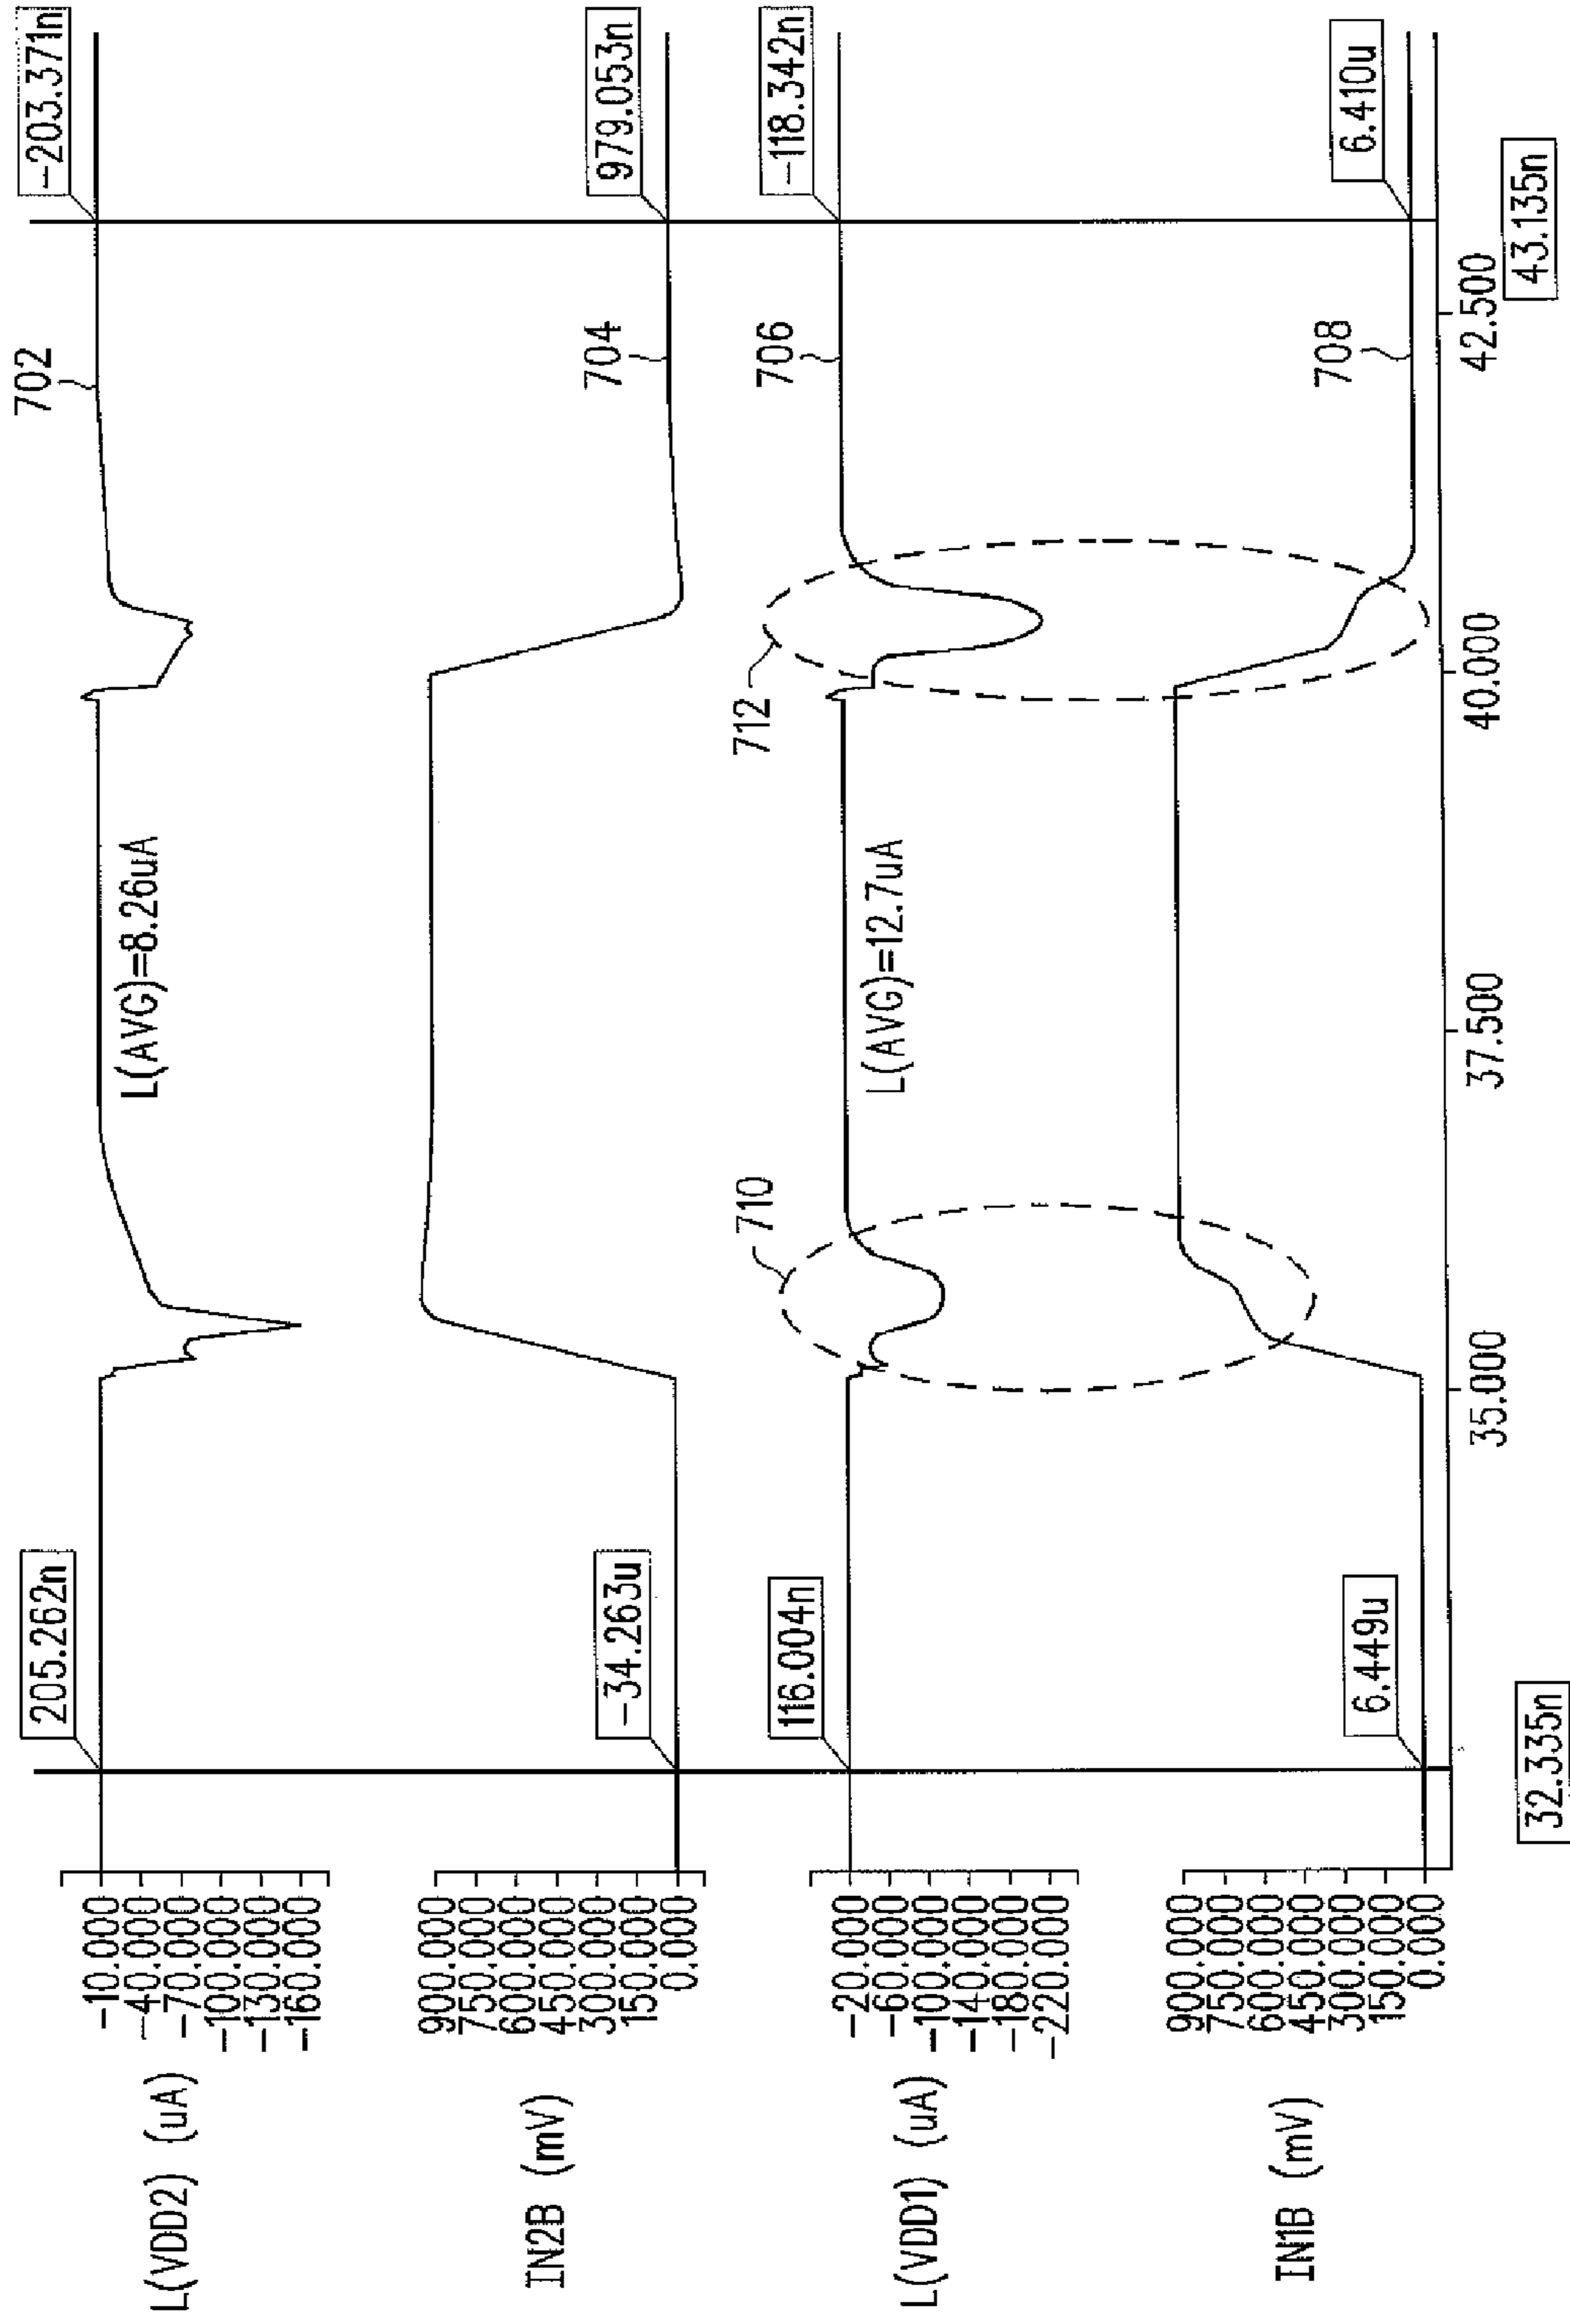 L(VDD2) (uA)
-10.000
-40.000
-70.000
-100.000
-130.000
-160.000
205.262n
L(AVG)=8.26uA
702
-203.371n
IN2B (mV)
900.000
750.000
600.000
450.000
300.000
150.000
0.000
-34.263u
704
979.053n
L(VDD1) (uA)
-20.000
-60.000
-100.000
-140.000
-180.000
-220.000
116.004n
710
L(AVG)=12.7uA
712
706
-118.342n
IN1B (mV)
900.000
750.000
600.000
450.000
300.000
150.000
0.000
6.449u
708
6.410u
35.000
37.500
40.000
42.500
32.335n
43.135n